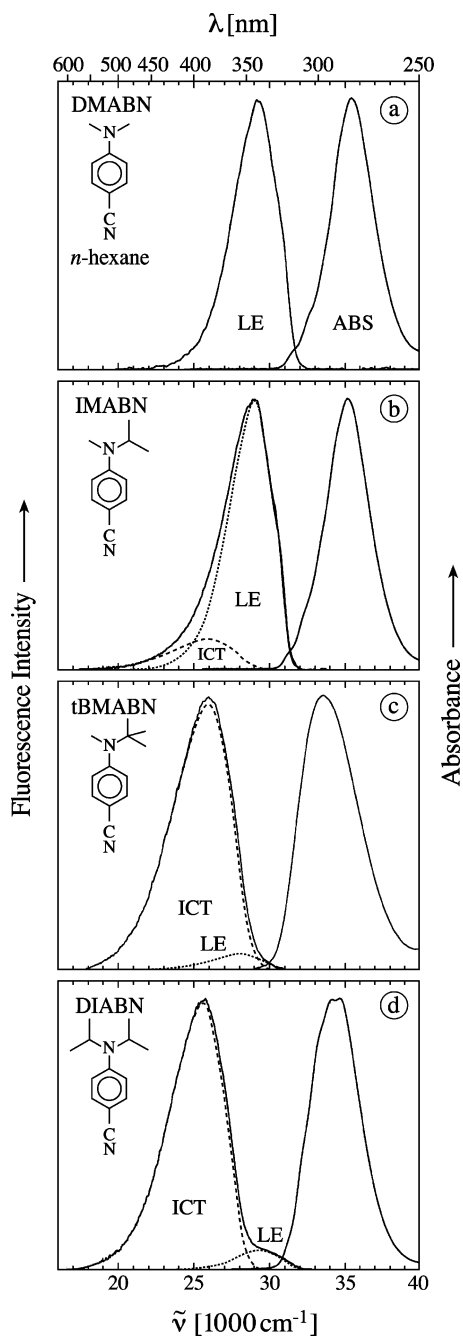 λ [nm]
600 500 450 400 350 300 250
DMABN
N
C
N
n-hexane
LE
ABS
a
IMABN
N
C
N
LE
ICT
b
tBMABN
N
C
N
ICT
LE
c
DIABN
N
C
N
ICT
LE
d
Fluorescence Intensity
Absorbance
20 25 30 35 40
ṽ [1000 cm⁻¹]